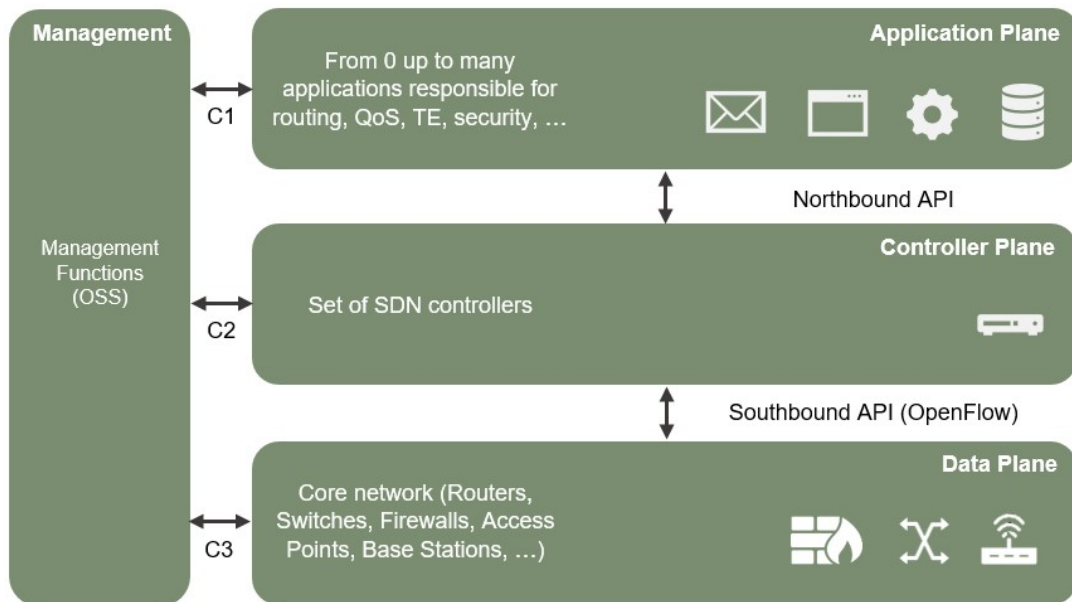 Management
Management
Functions
(OSS)
C1
C2
C3
Application Plane
From 0 up to many
applications responsible for
routing, QoS, TE, security, …
Northbound API
Controller Plane
Set of SDN controllers
Southbound API (OpenFlow)
Data Plane
Core network (Routers,
Switches, Firewalls, Access
Points, Base Stations, …)